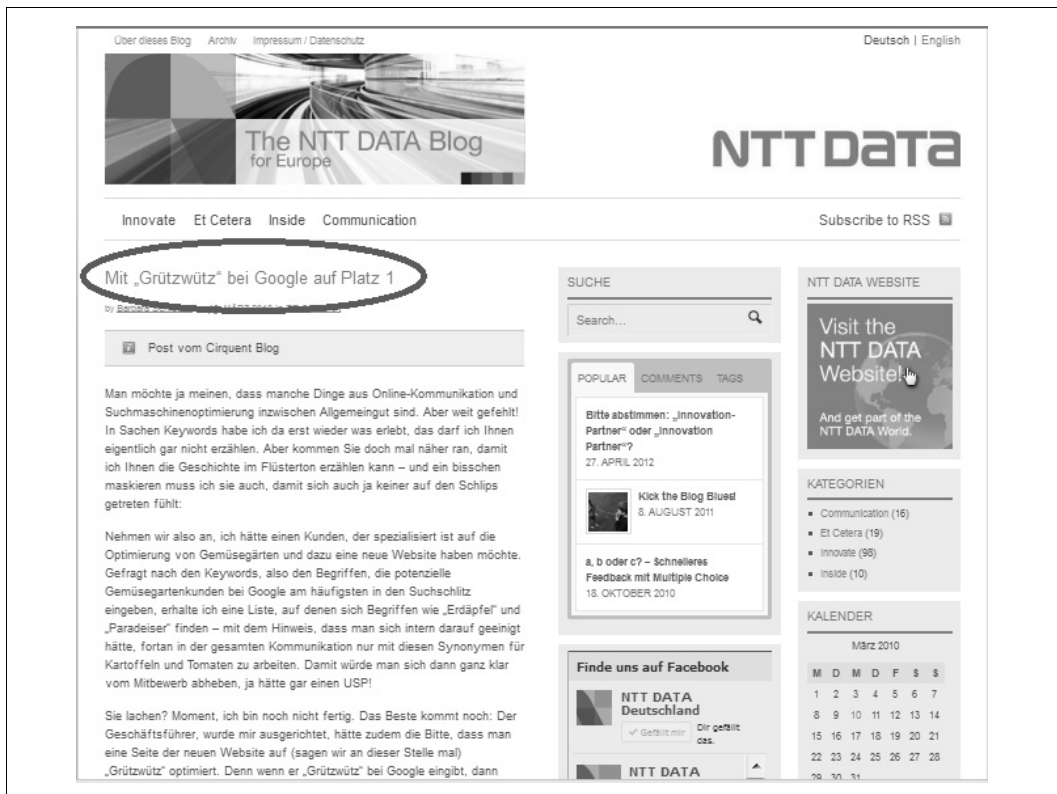 Über dieses Blog Archiv Impressum / Datenschutz
Deutsch | English
The NTT DATA Blog
for Europe
NTT DATA
Innovate Et Cetera Inside Communication
Subscribe to RSS
Mit „Grützwütz“ bei Google auf Platz 1
by
Post vom Cirquent Blog
Man möchte ja meinen, dass manche Dinge aus Online-Kommunikation und
Suchmaschinenoptimierung inzwischen Allgemeingut sind. Aber weit gefehlt!
In Sachen Keywords habe ich da erst wieder was erlebt, das darf ich Ihnen
eigentlich gar nicht erzählen. Aber kommen Sie doch mal näher ran, damit
ich Ihnen die Geschichte im Flüsterton erzählen kann – und ein bisschen
maskieren muss ich sie auch, damit sich auch ja keiner auf den Schlips
getreten fühlt:
Nehmen wir also an, ich hätte einen Kunden, der spezialisiert ist auf die
Optimierung von Gemüsegärten und dazu eine neue Website haben möchte.
Gefragt nach den Keywords, also den Begriffen, die potenzielle
Gemüsegartenkunden bei Google am häufigsten in den Suchschlitz
eingeben, erhalte ich eine Liste, auf denen sich Begriffen wie „Erdäpfel“ und
„Paradeiser“ finden – mit dem Hinweis, dass man sich intern darauf geeinigt
hätte, fortan in der gesamten Kommunikation nur mit diesen Synonymen für
Kartoffeln und Tomaten zu arbeiten. Damit würde man sich dann ganz klar
vom Mitbewerb abheben, ja hätte gar einen USP!
Sie lachen? Moment, ich bin noch nicht fertig. Das Beste kommt noch: Der
Geschäftsführer, wurde mir ausgerichtet, hätte zudem die Bitte, dass man
eine Seite der neuen Website auf (sagen wir an dieser Stelle mal)
„Grützwütz“ optimiert. Denn wenn er „Grützwütz“ bei Google eingibt, dann
SUCHE
Search...
POPULAR COMMENTS TAGS
Bitte abstimmen: „Innovation-
Partner“ oder „Innovation
Partner“?
27. APRIL 2012
Kick the Blog Blues!
8. AUGUST 2011
a, b oder c? – Schnelleres
Feedback mit Multiple Choice
18. OKTOBER 2010
Finde uns auf Facebook
NTT DATA
Deutschland
Gefällt mir
Dir gefällt
das.
NTT DATA
NTT DATA WEBSITE
Visit the
NTT DATA
Website!
And get part of the
NTT DATA World.
KATEGORIEN
Communication (16)
Et Cetera (19)
Innovate (98)
Inside (10)
KALENDER
März 2010
M D M D F S S
1 2 3 4 5 6 7
8 9 10 11 12 13 14
15 16 17 18 19 20 21
22 23 24 25 26 27 28
29 30 31